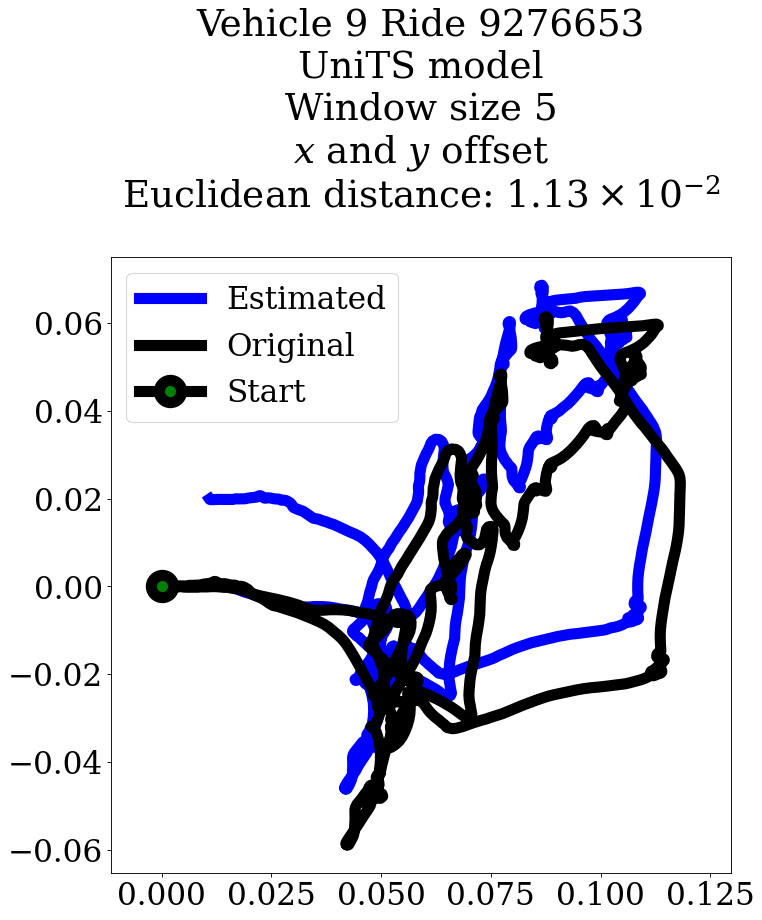 Vehicle 9 Ride 9276653
UniTS model
Window size 5
x and y offset
Euclidean distance: 1.13 × 10⁻²
Estimated
Original
Start
0.06
0.04
0.02
0.00
−0.02
−0.04
−0.06
0.000 0.025 0.050 0.075 0.100 0.125